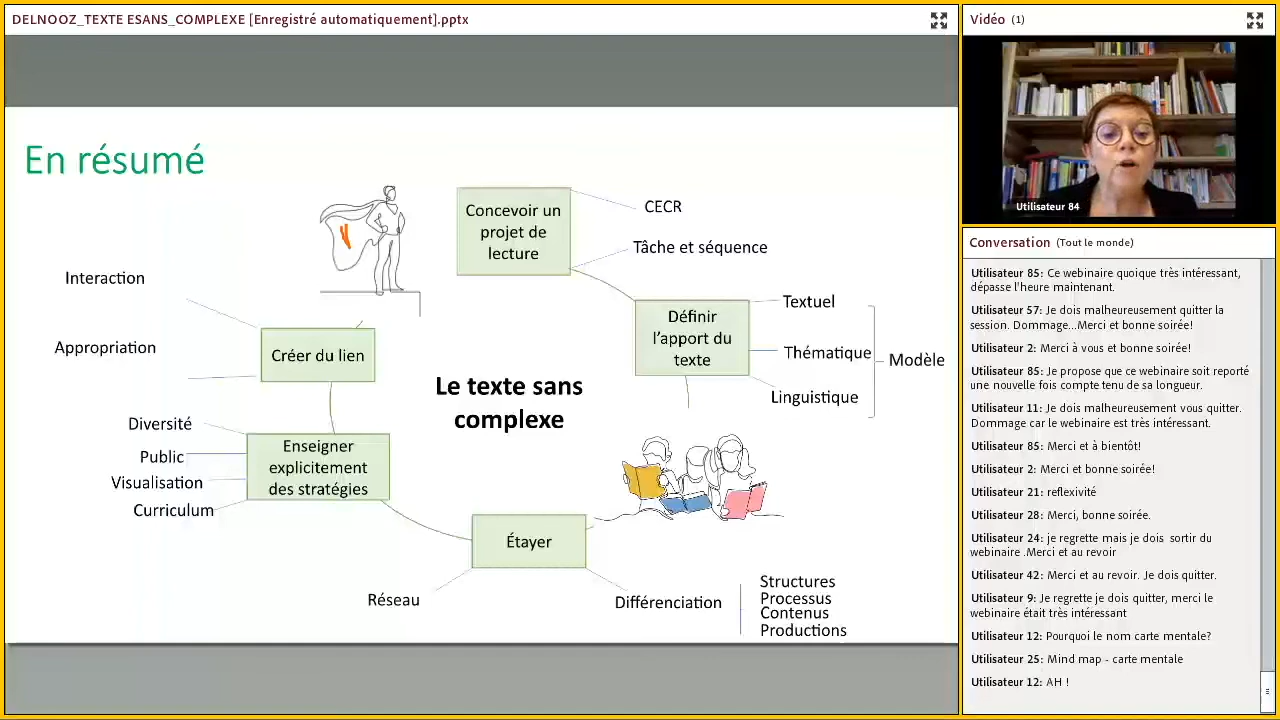 DELNOOZ_TEXTE ESANS_COMPLEXE [Enregistré automatiquement].pptx
En résumé
Concevoir un
projet de
lecture
CECR
Tâche et séquence
Définir
l'apport du
texte
Textuel
Thématique
Linguistique
Modèle
Interaction
Appropriation
Créer du lien
Le texte sans
complexe
Diversité
Public
Visualisation
Curriculum
Enseigner
explicitement
des stratégies
Étayer
Réseau
Différenciation
Structures
Processus
Contenus
Productions
Vidéo (1)
Utilisateur 84
Conversation (Tout le monde)
Utilisateur 85: Ce webinaire quoique très intéressant,
dépasse l'heure maintenant.
Utilisateur 57: Je dois malheureusement quitter la
session. Dommage...Merci et bonne soirée!
Utilisateur 2: Merci à vous et bonne soirée!
Utilisateur 85: Je propose que ce webinaire soit reporté
une nouvelle fois compte tenu de sa longueur.
Utilisateur 11: Je dois malheureusement vous quitter.
Dommage car le webinaire est très intéressant.
Utilisateur 85: Merci et à bientôt!
Utilisateur 2: Merci et bonne soirée!
Utilisateur 21: reflexivité
Utilisateur 28: Merci, bonne soirée.
Utilisateur 24: je regrette mais je dois sortir du
webinaire .Merci et au revoir
Utilisateur 42: Merci et au revoir. Je dois quitter.
Utilisateur 9: Je regrette je dois quitter, merci le
webinaire était très intéressant
Utilisateur 12: Pourquoi le nom carte mentale?
Utilisateur 25: Mind map - carte mentale
Utilisateur 12: AH !